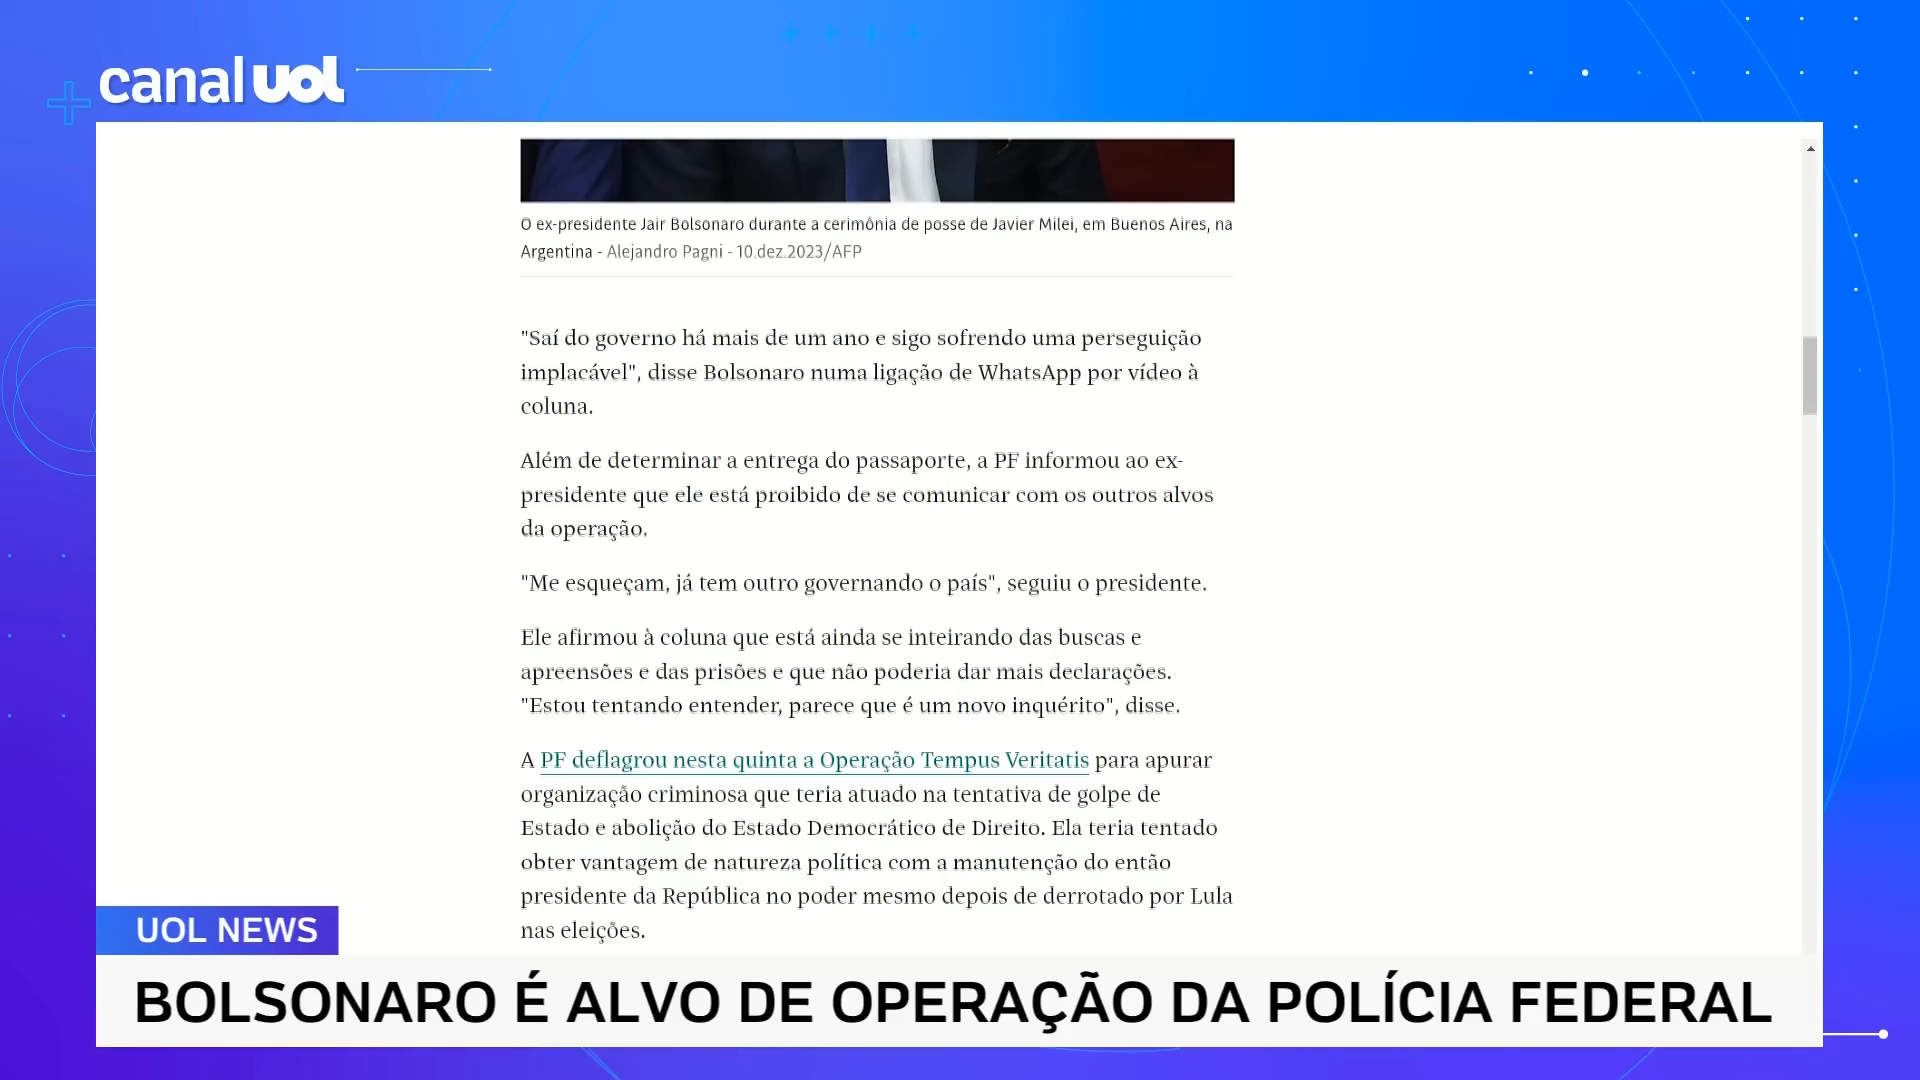 canal uol
O ex-presidente Jair Bolsonaro durante a cerimônia de posse de Javier Milei, em Buenos Aires, na
Argentina - Alejandro Pagni - 10.dez.2023/AFP
"Saí do governo há mais de um ano e sigo sofrendo uma perseguição
implacável", disse Bolsonaro numa ligação de WhatsApp por vídeo à
coluna.
Além de determinar a entrega do passaporte, a PF informou ao ex-
presidente que ele está proibido de se comunicar com os outros alvos
da operação.
"Me esqueçam, já tem outro governando o país", seguiu o presidente.
Ele afirmou à coluna que está ainda se inteirando das buscas e
apreensões e das prisões e que não poderia dar mais declarações.
"Estou tentando entender, parece que é um novo inquérito", disse.
A PF deflagrou nesta quinta a Operação Tempus Veritatis para apurar
organização criminosa que teria atuado na tentativa de golpe de
Estado e abolição do Estado Democrático de Direito. Ela teria tentado
obter vantagem de natureza política com a manutenção do então
presidente da República no poder mesmo depois de derrotado por Lula
nas eleições.
UOL NEWS
BOLSONARO É ALVO DE OPERAÇÃO DA POLÍCIA FEDERAL